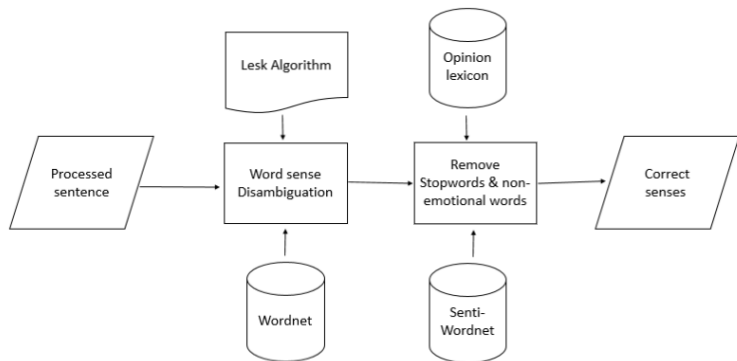 Lesk Algorithm
Opinion
lexicon
Processed
sentence
Word sense
Disambiguation
Remove
Stopwords & non-
emotional words
Correct
senses
Wordnet
Senti-
Wordnet